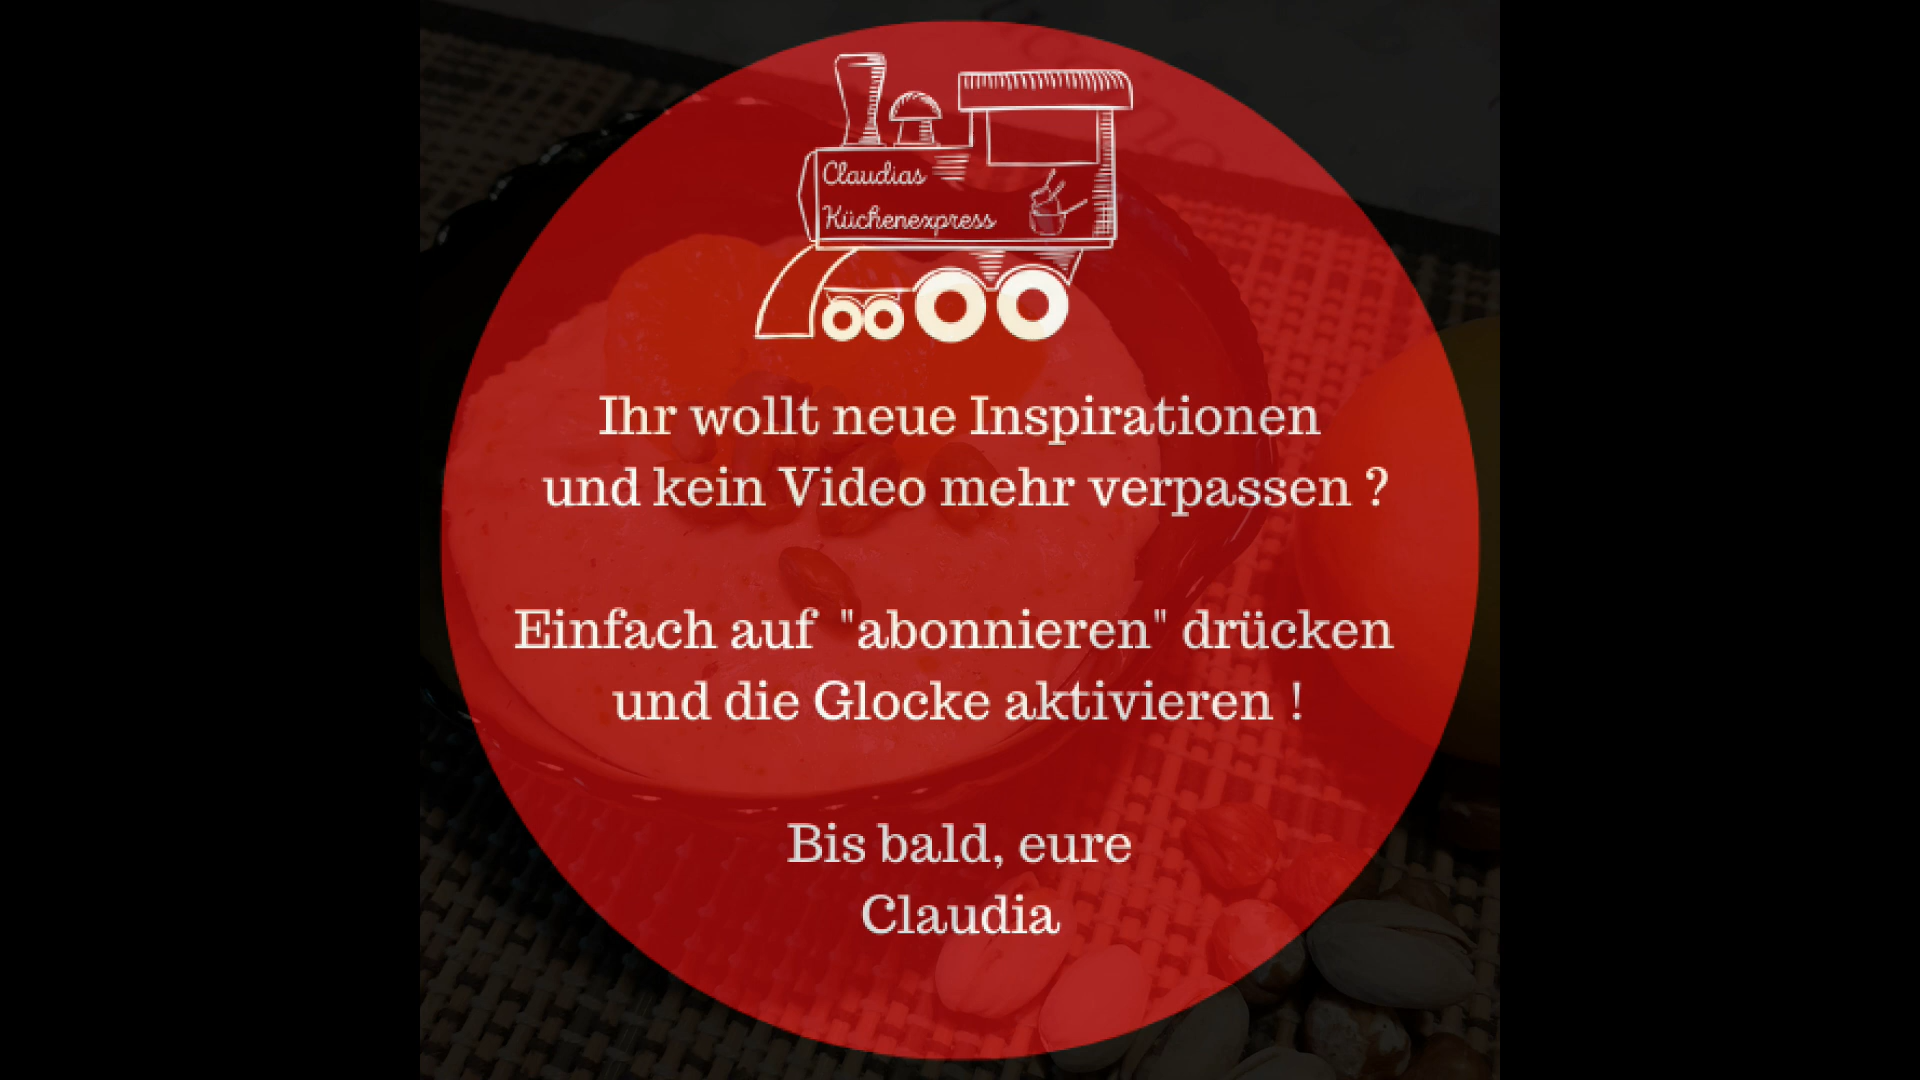 Claudias
Küchenexpress
Ihr wollt neue Inspirationen
und kein Video mehr verpassen ?
Einfach auf "abonnieren" drücken
und die Glocke aktivieren !
Bis bald, eure
Claudia